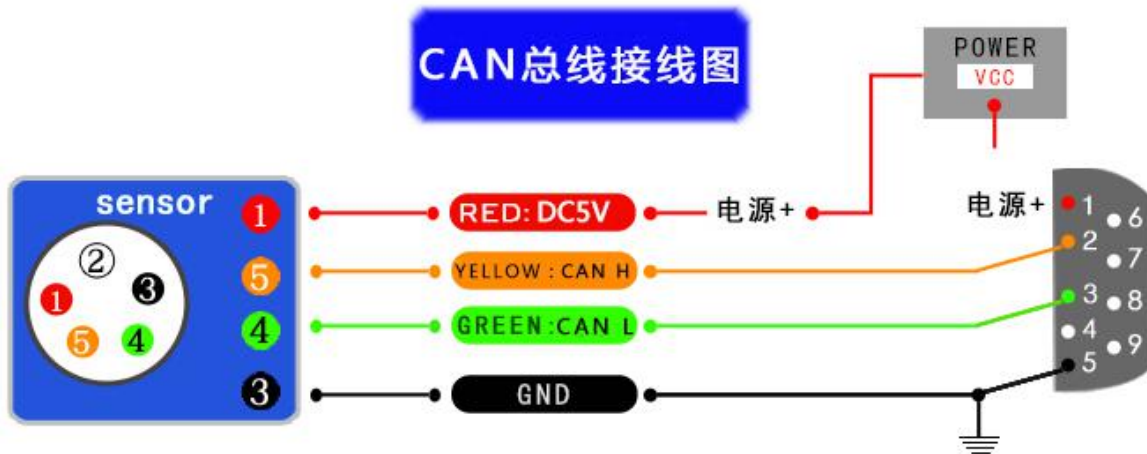 CAN总线接线图
POWER
VCC
sensor
1
RED: DC5V
电源+
电源+
1
6
②
5
YELLOW : CAN H
2
7
1
3
4
GREEN:CAN L
3
8
5
4
4
9
3
GND
5